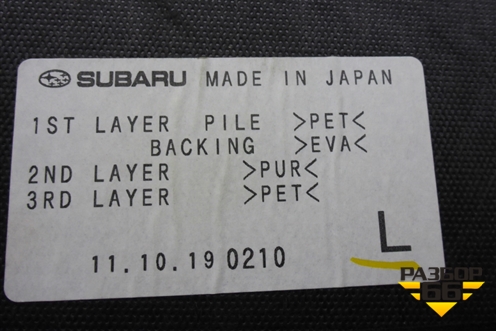 SUBARU MADE IN JAPAN
1ST LAYER PILE >PET<
BACKING >EVA<
2ND LAYER >PUR<
3RD LAYER >PET<
L
11.10.19 0210
РАЗБОР
66